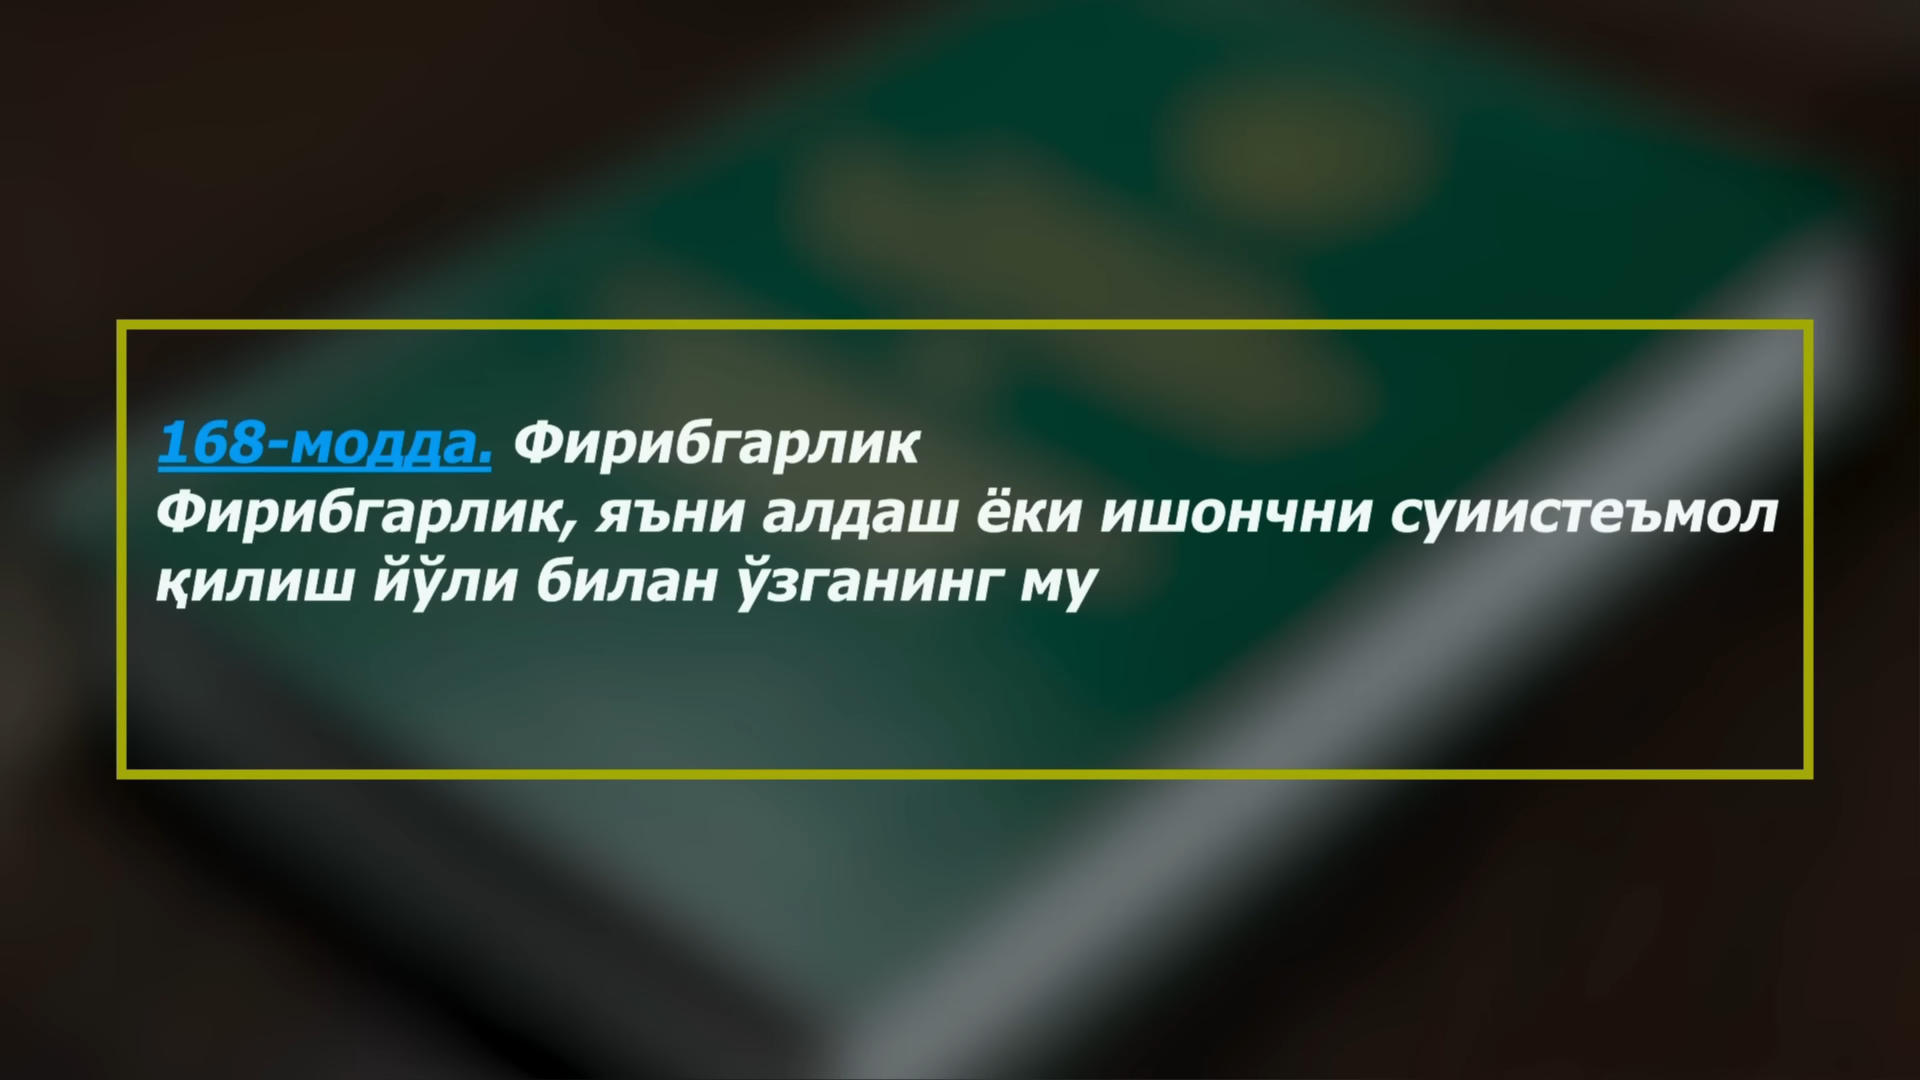 168-модда. Фирибгарлик
Фирибгарлик, яъни алдаш ёки ишончни суиистеъмол
қилиш йўли билан ўзганинг му